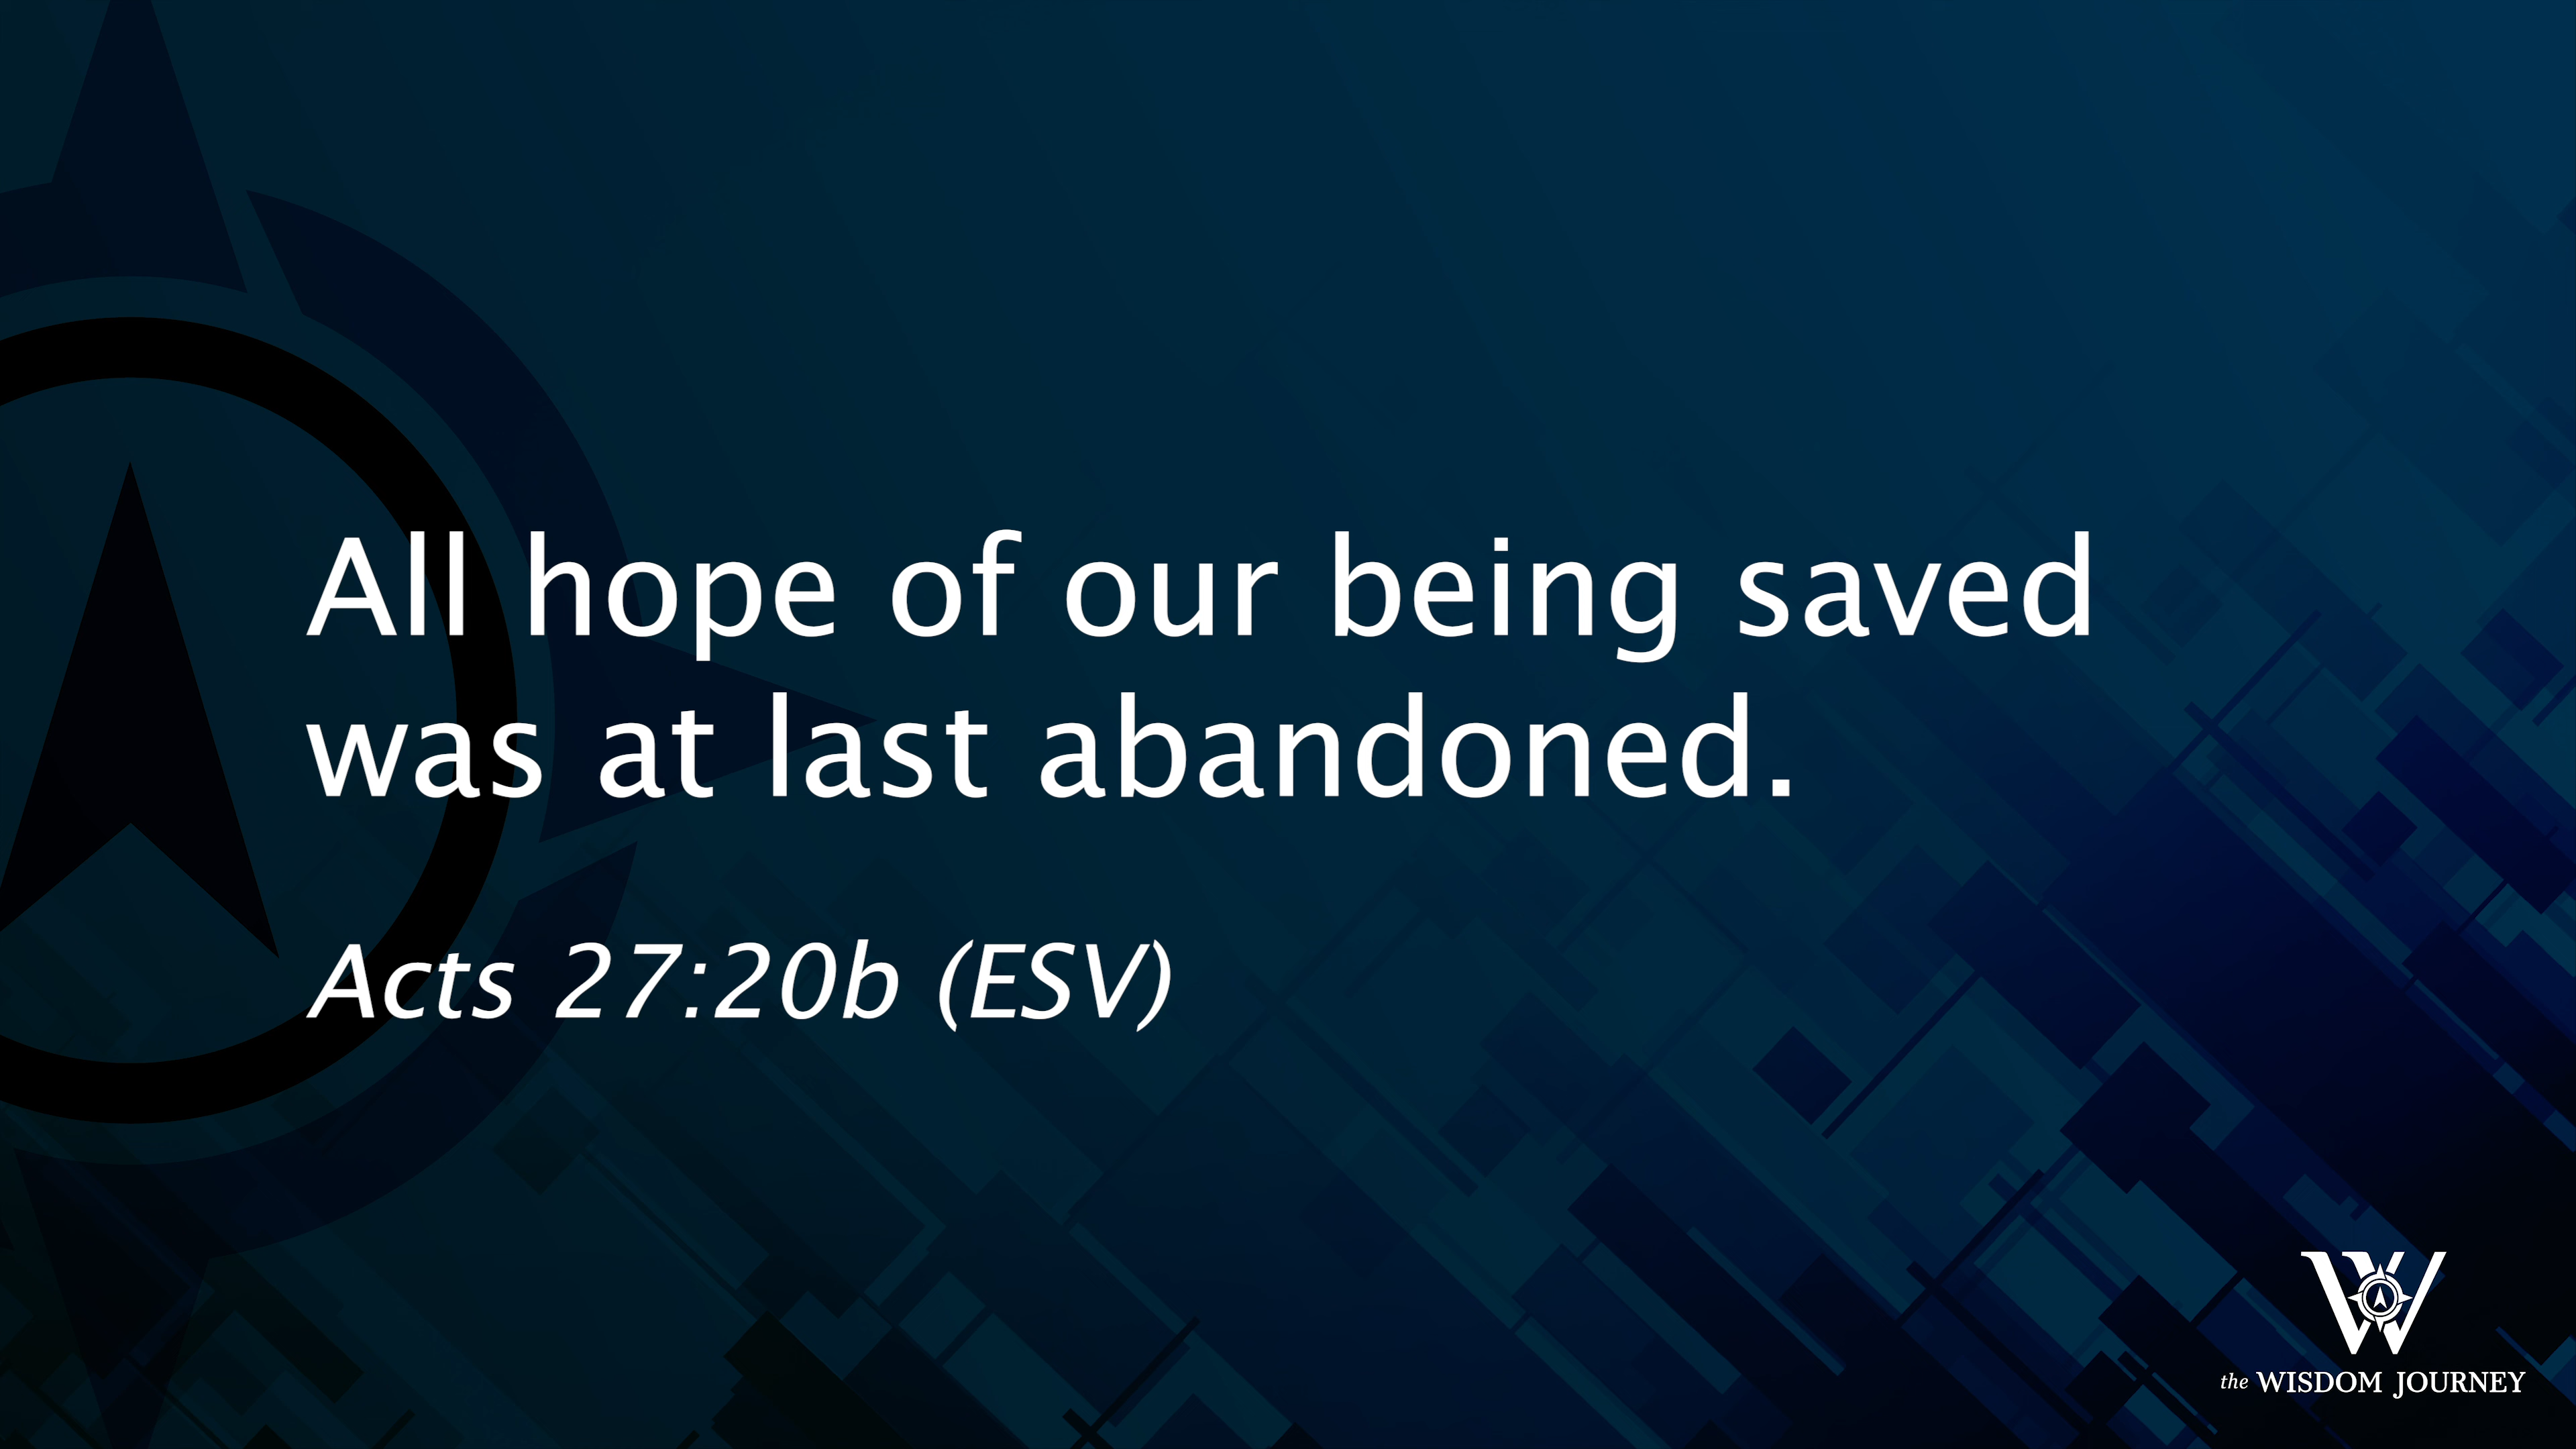 All hope of our being saved
was at last abandoned.
Acts 27:20b (ESV)
W
the WISDOM JOURNEY